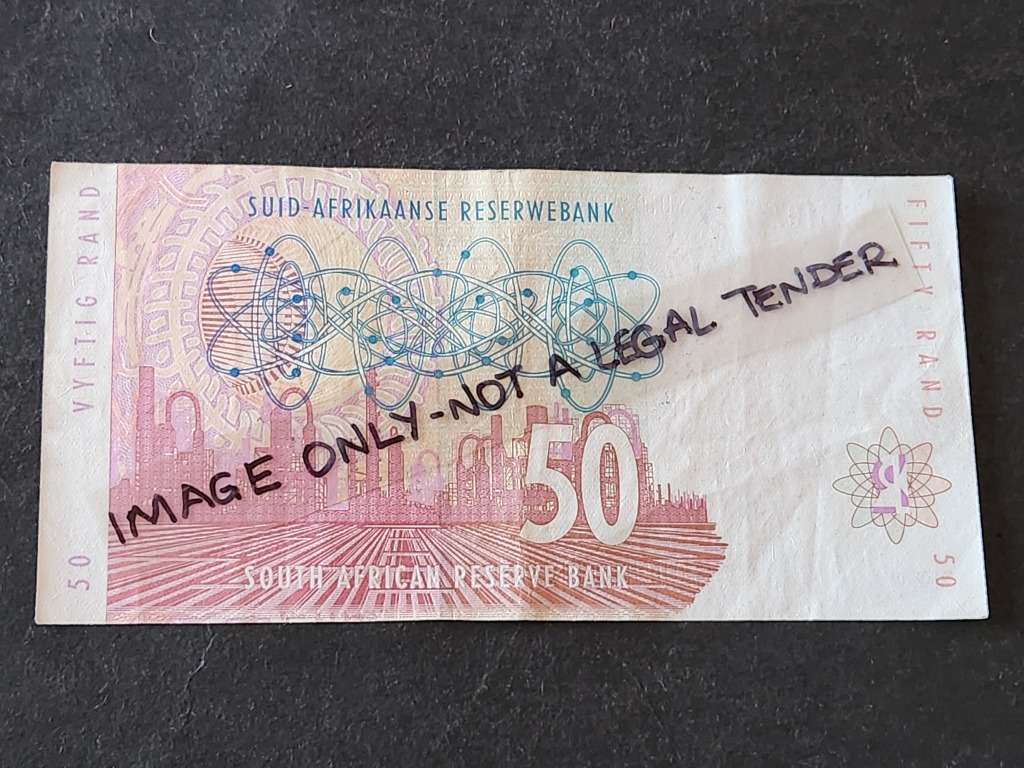 SUID-AFRIKAANSE RESERWEBANK
VYFTIG RAND
FIFTY RAND
IMAGE ONLY-NOT A LEGAL TENDER
50
50
50
SOUTH AFRICAN RESERVE BANK